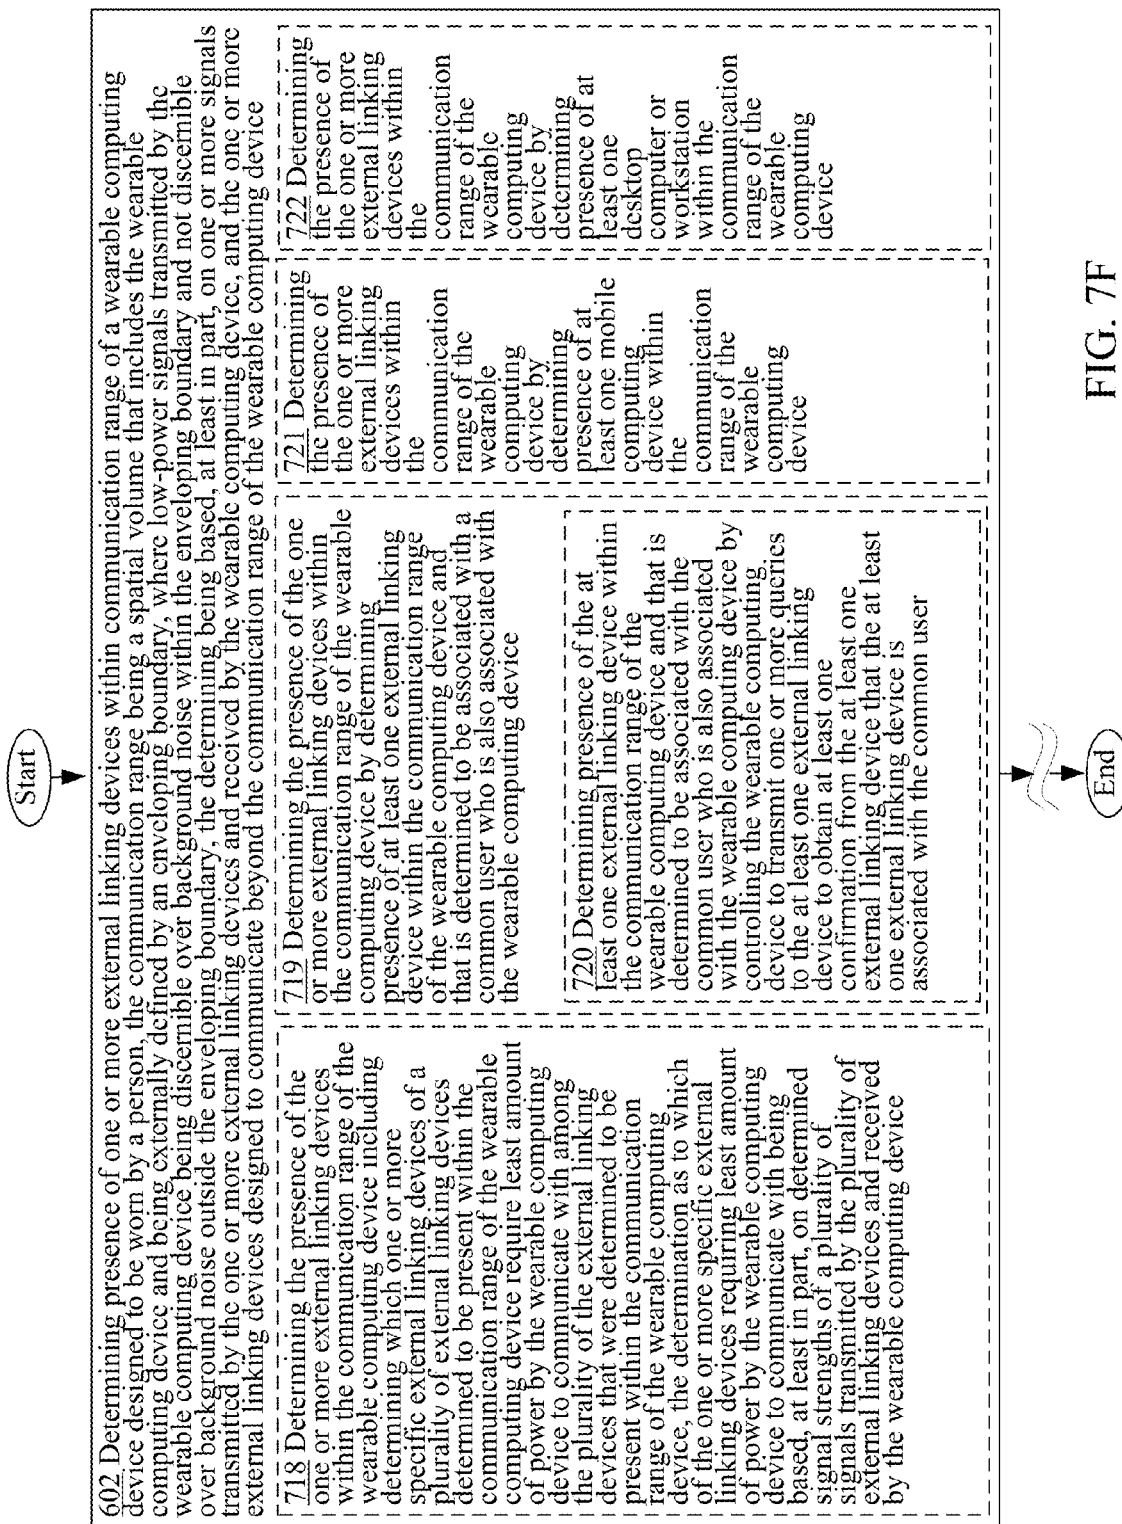 Start
602 Determining presence of one or more external linking devices within communication range of a wearable computing
device designed to be worn by a person, the communication range being a spatial volume that includes the wearable
computing device and being externally defined by an enveloping boundary, where low-power signals transmitted by the
wearable computing device being discernible over background noise within the enveloping boundary and not discernible
over background noise outside the enveloping boundary, the determining being based, at least in part, on one or more signals
transmitted by the one or more external linking devices and received by the wearable computing device, and the one or more
external linking devices designed to communicate beyond the communication range of the wearable computing device
718 Determining the presence of the
one or more external linking devices
within the communication range of the
wearable computing device including
determining which one or more
specific external linking devices of a
plurality of external linking devices
determined to be present within the
communication range of the wearable
computing device require least amount
of power by the wearable computing
device to communicate with among
the plurality of the external linking
devices that were determined to be
present within the communication
range of the wearable computing
device, the determination as to which
of the one or more specific external
linking devices requiring least amount
of power by the wearable computing
device to communicate with being
based, at least in part, on determined
signal strengths of a plurality of
signals transmitted by the plurality of
external linking devices and received
by the wearable computing device
719 Determining the presence of the one
or more external linking devices within
the communication range of the wearable
computing device by determining
presence of at least one external linking
device within the communication range
of the wearable computing device and
that is determined to be associated with a
common user who is also associated with
the wearable computing device
720 Determining presence of the at
least one external linking device within
the communication range of the
wearable computing device and that is
determined to be associated with the
common user who is also associated
with the wearable computing device by
controlling the wearable computing
device to transmit one or more queries
to the at least one external linking
device to obtain at least one
confirmation from the at least one
external linking device that the at least
one external linking device is
associated with the common user
721 Determining
the presence of
the one or more
external linking
devices within
the
communication
range of the
wearable
computing
device by
determining
presence of at
least one mobile
computing
device within
the
communication
range of the
wearable
computing
device
722 Determining
the presence of
the one or more
external linking
devices within
the
communication
range of the
wearable
computing
device by
determining
presence of at
least one
desktop
computer or
workstation
within the
communication
range of the
wearable
computing
device
End
FIG. 7F